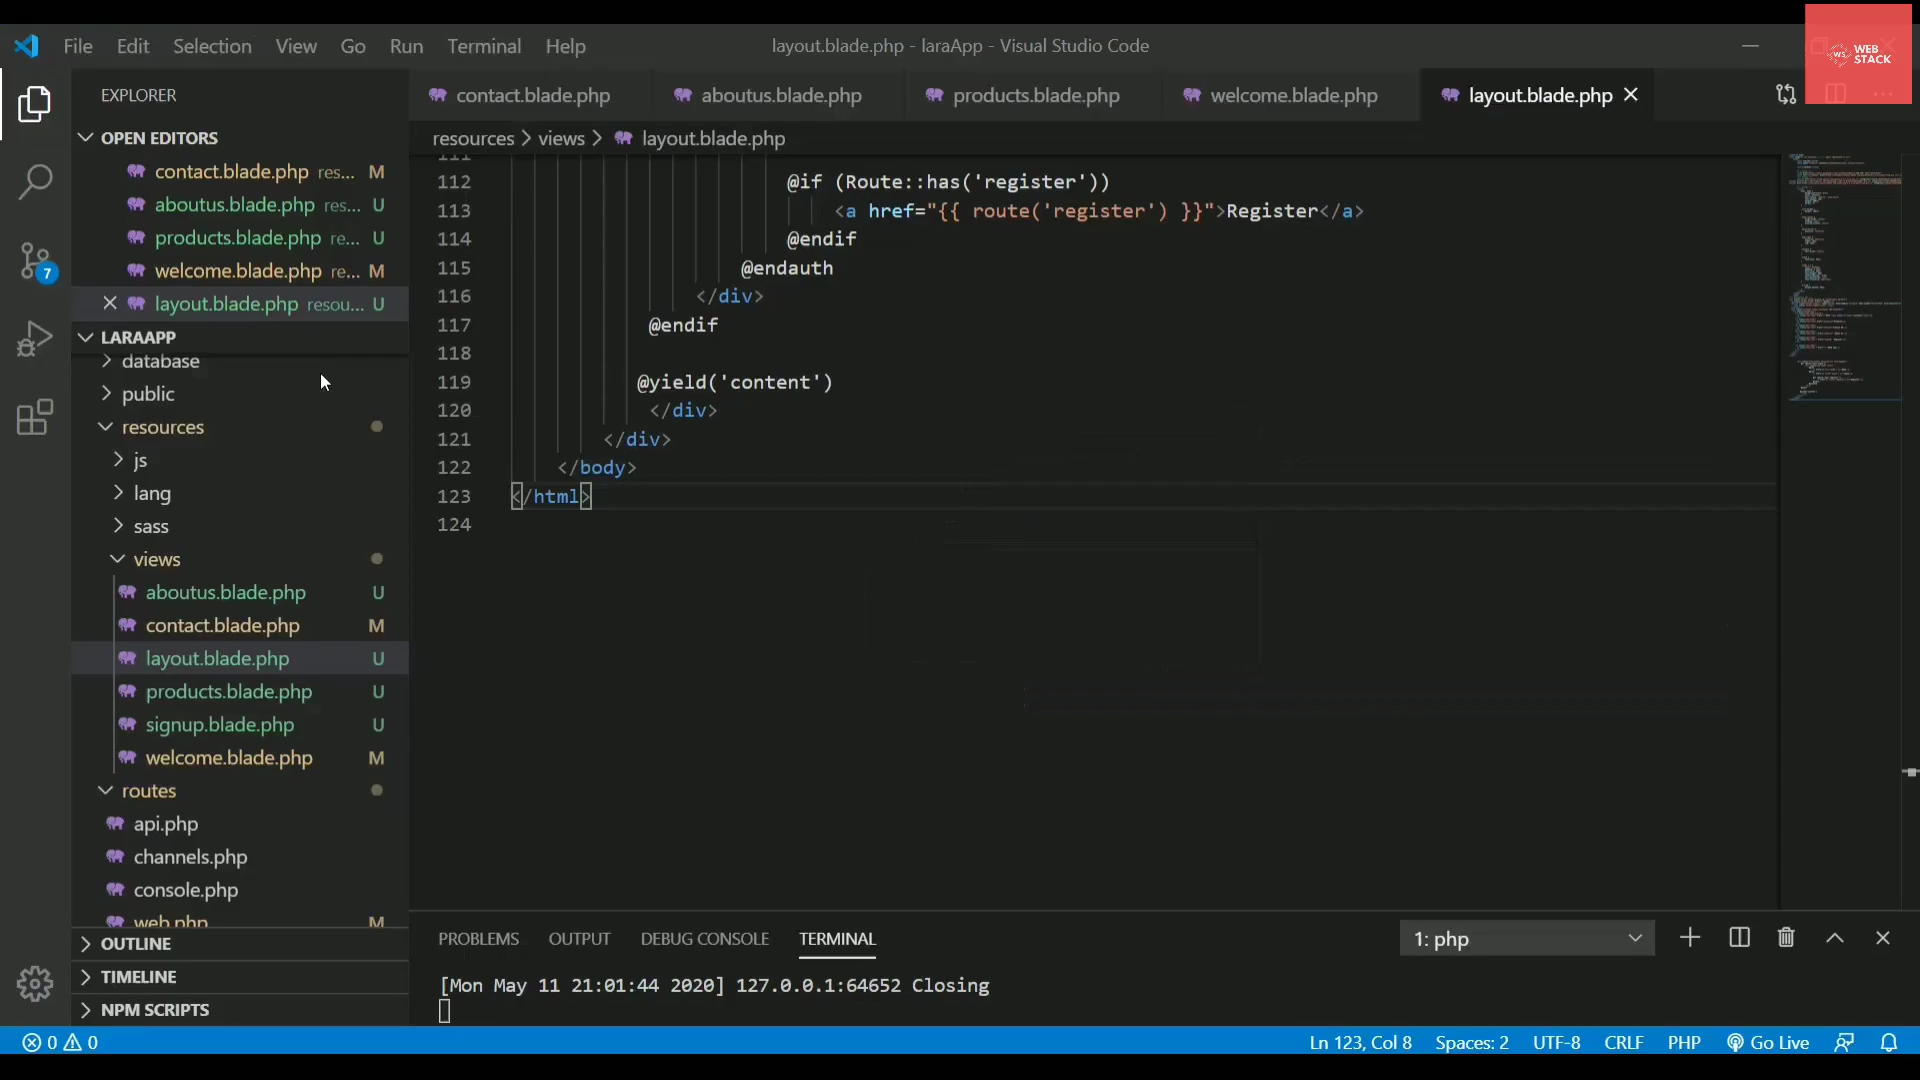 File Edit Selection View Go Run Terminal Help
layout.blade.php - laraApp - Visual Studio Code
WS WEB
STACK
EXPLORER
OPEN EDITORS
contact.blade.php res... M
aboutus.blade.php res... U
products.blade.php re... U
welcome.blade.php re... M
layout.blade.php resou... U
LARAAPP
database
public
resources
js
lang
sass
views
aboutus.blade.php U
contact.blade.php M
layout.blade.php U
products.blade.php U
signup.blade.php U
welcome.blade.php M
routes
api.php
channels.php
console.php
web.php M
OUTLINE
TIMELINE
NPM SCRIPTS
7
contact.blade.php aboutus.blade.php products.blade.php welcome.blade.php layout.blade.php
resources > views > layout.blade.php
111
112 @if (Route::has('register'))
113 <a href="{{ route('register') }}">Register</a>
114 @endif
115 @endauth
116 </div>
117 @endif
118
119 @yield('content')
120 </div>
121 </div>
122 </body>
123 </html>
124
PROBLEMS OUTPUT DEBUG CONSOLE TERMINAL
1: php
[Mon May 11 21:01:44 2020] 127.0.0.1:64652 Closing
0 0
Ln 123, Col 8 Spaces: 2 UTF-8 CRLF PHP Go Live